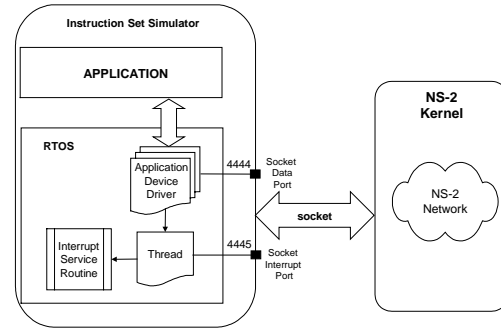 Instruction Set Simulator
APPLICATION
RTOS
Application
Device
Driver
4444
Socket
Data
Port
Interrupt
Service
Routine
Thread
4445
Socket
Interrupt
Port
socket
NS-2
Kernel
NS-2
Network